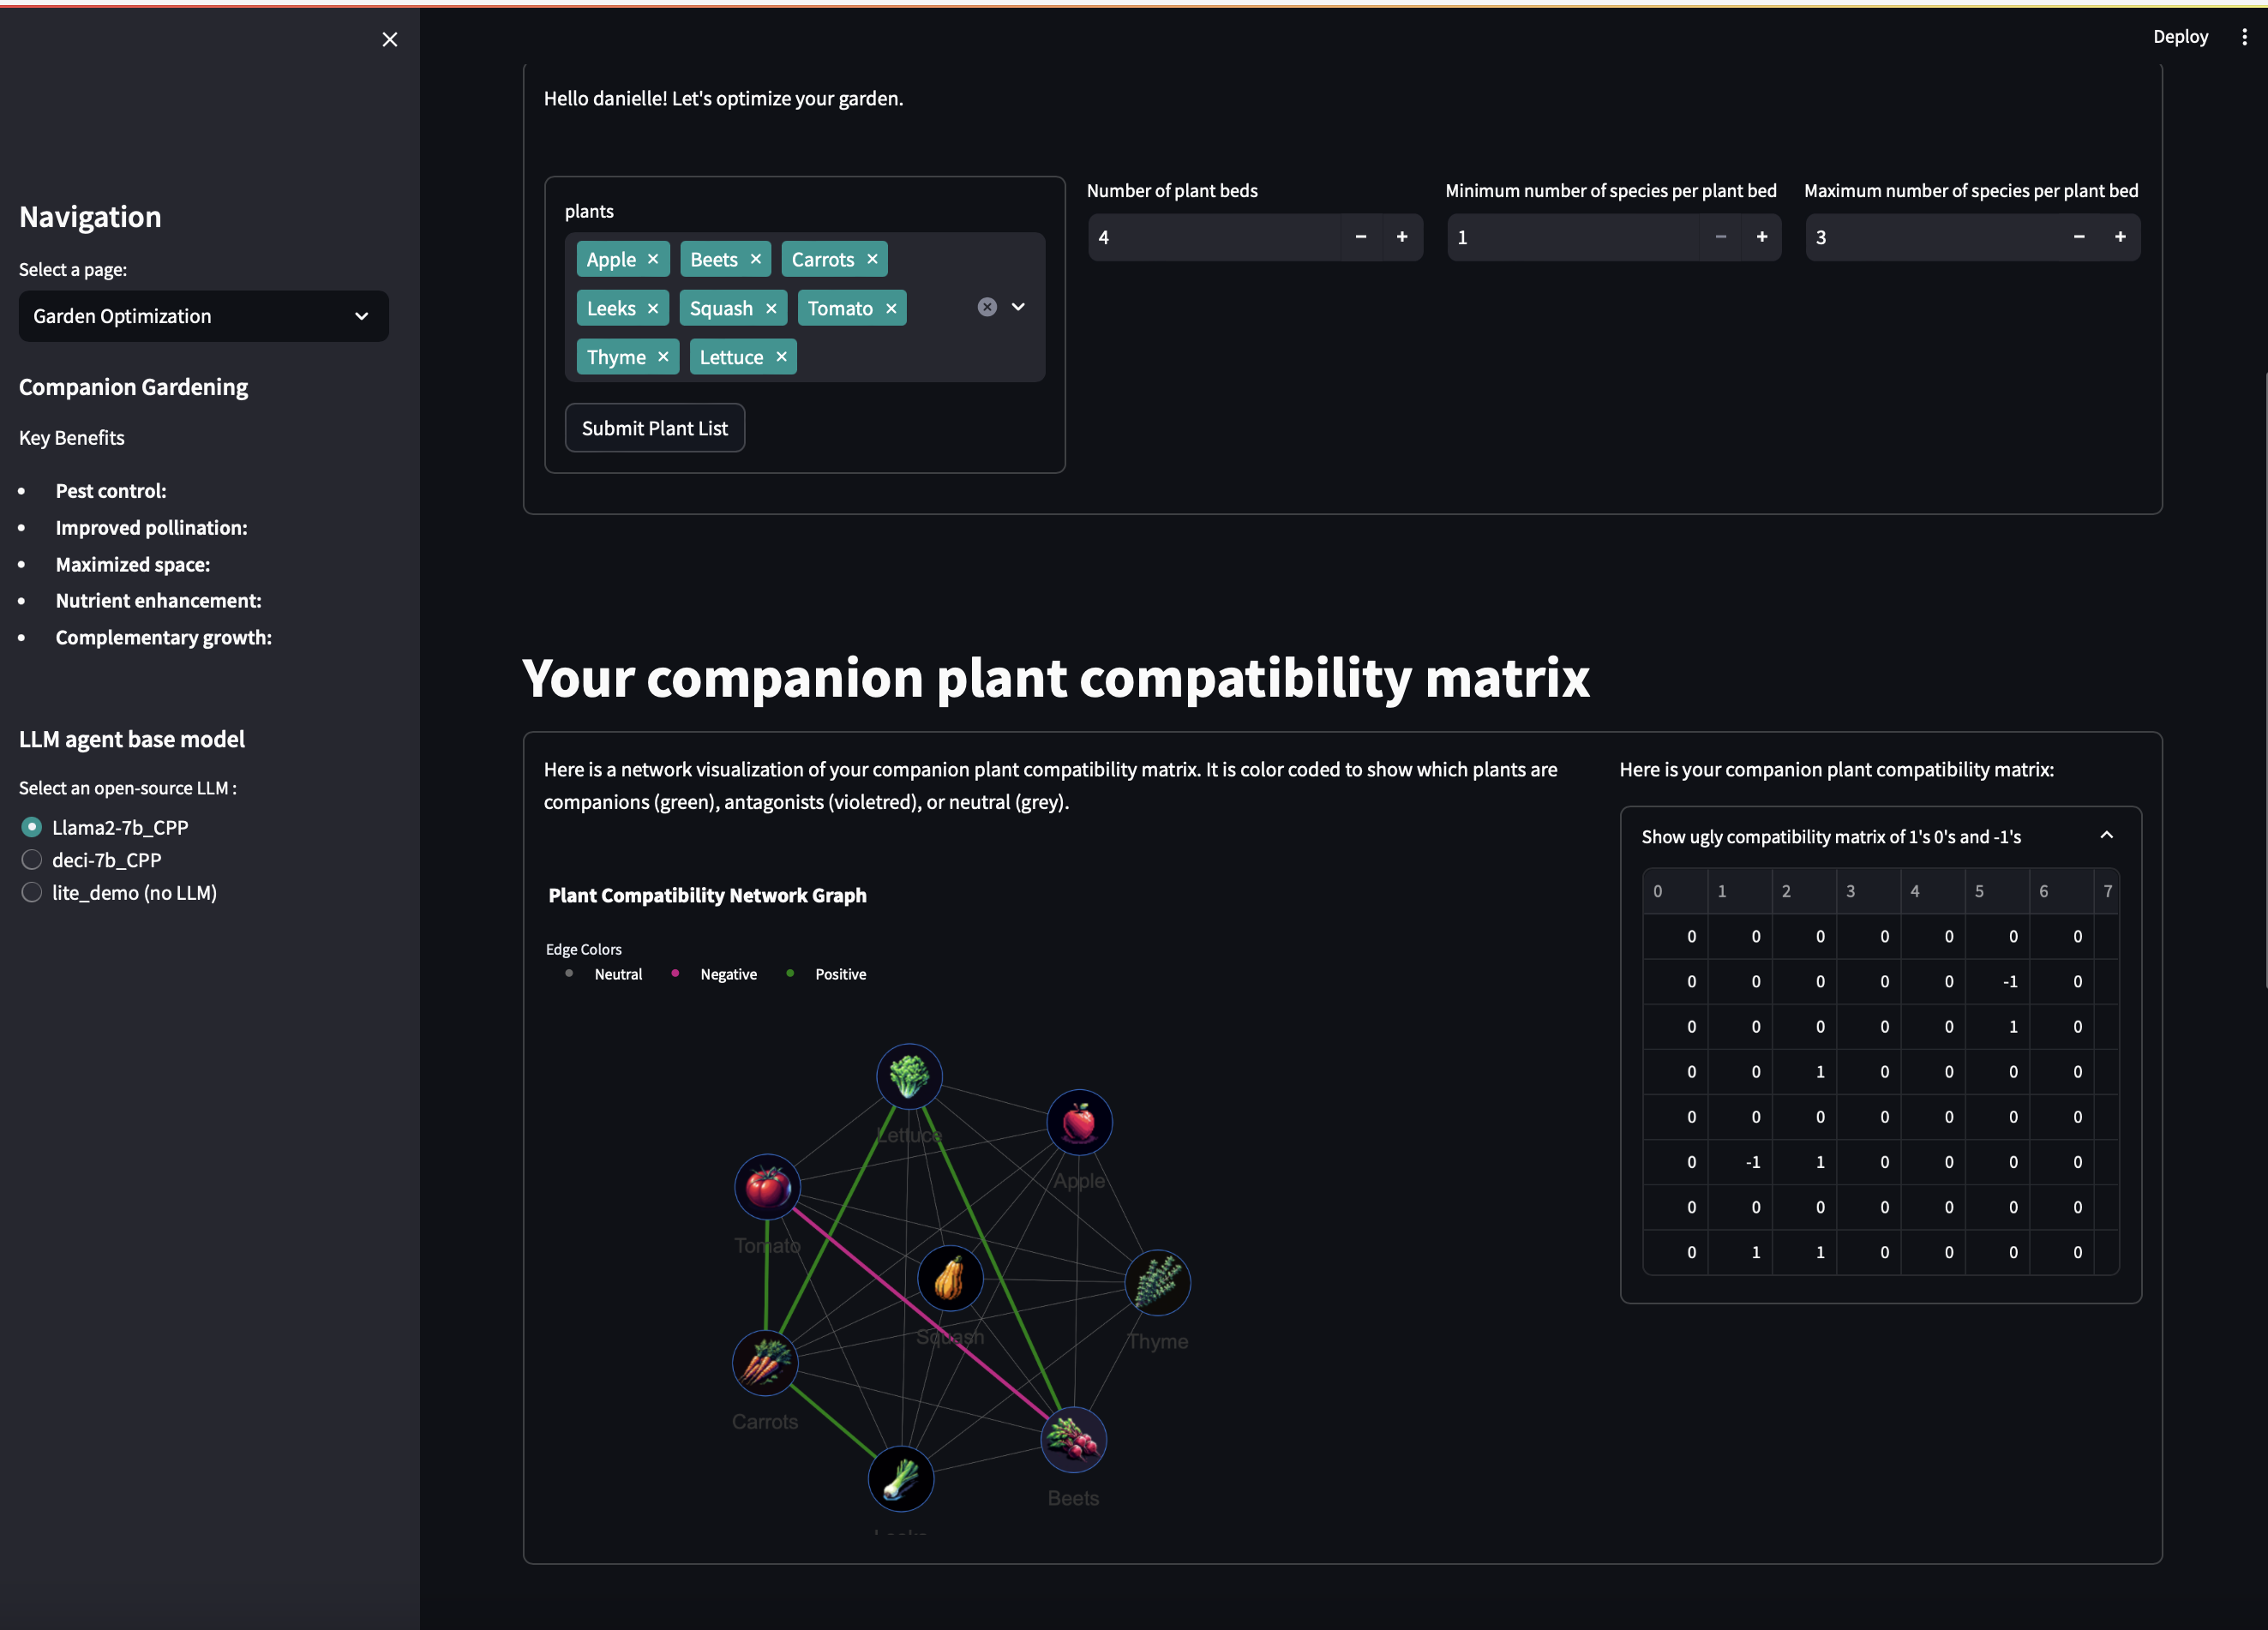 Deploy
Hello danielle! Let's optimize your garden.
Navigation
Select a page:
Garden Optimization
Companion Gardening
Key Benefits
Pest control:
Improved pollination:
Maximized space:
Nutrient enhancement:
Complementary growth:
LLM agent base model
Select an open-source LLM :
Llama2-7b_CPP
deci-7b_CPP
lite_demo (no LLM)
plants
Apple Beets Carrots
Leeks Squash Tomato
Thyme Lettuce
Submit Plant List
Number of plant beds
4
Minimum number of species per plant bed
1
Maximum number of species per plant bed
3
Your companion plant compatibility matrix
Here is a network visualization of your companion plant compatibility matrix. It is color coded to show which plants are
companions (green), antagonists (violetred), or neutral (grey).
Plant Compatibility Network Graph
Edge Colors
Neutral Negative Positive
Lettuce
Apple
Tomato
Squash
Thyme
Carrots
Beets
Here is your companion plant compatibility matrix:
Show ugly compatibility matrix of 1's 0's and -1's
0 1 2 3 4 5 6 7
0 0 0 0 0 0 0
0 0 0 0 0 -1 0
0 0 0 0 0 1 0
0 0 1 0 0 0 0
0 0 0 0 0 0 0
0 -1 1 0 0 0 0
0 0 0 0 0 0 0
0 1 1 0 0 0 0